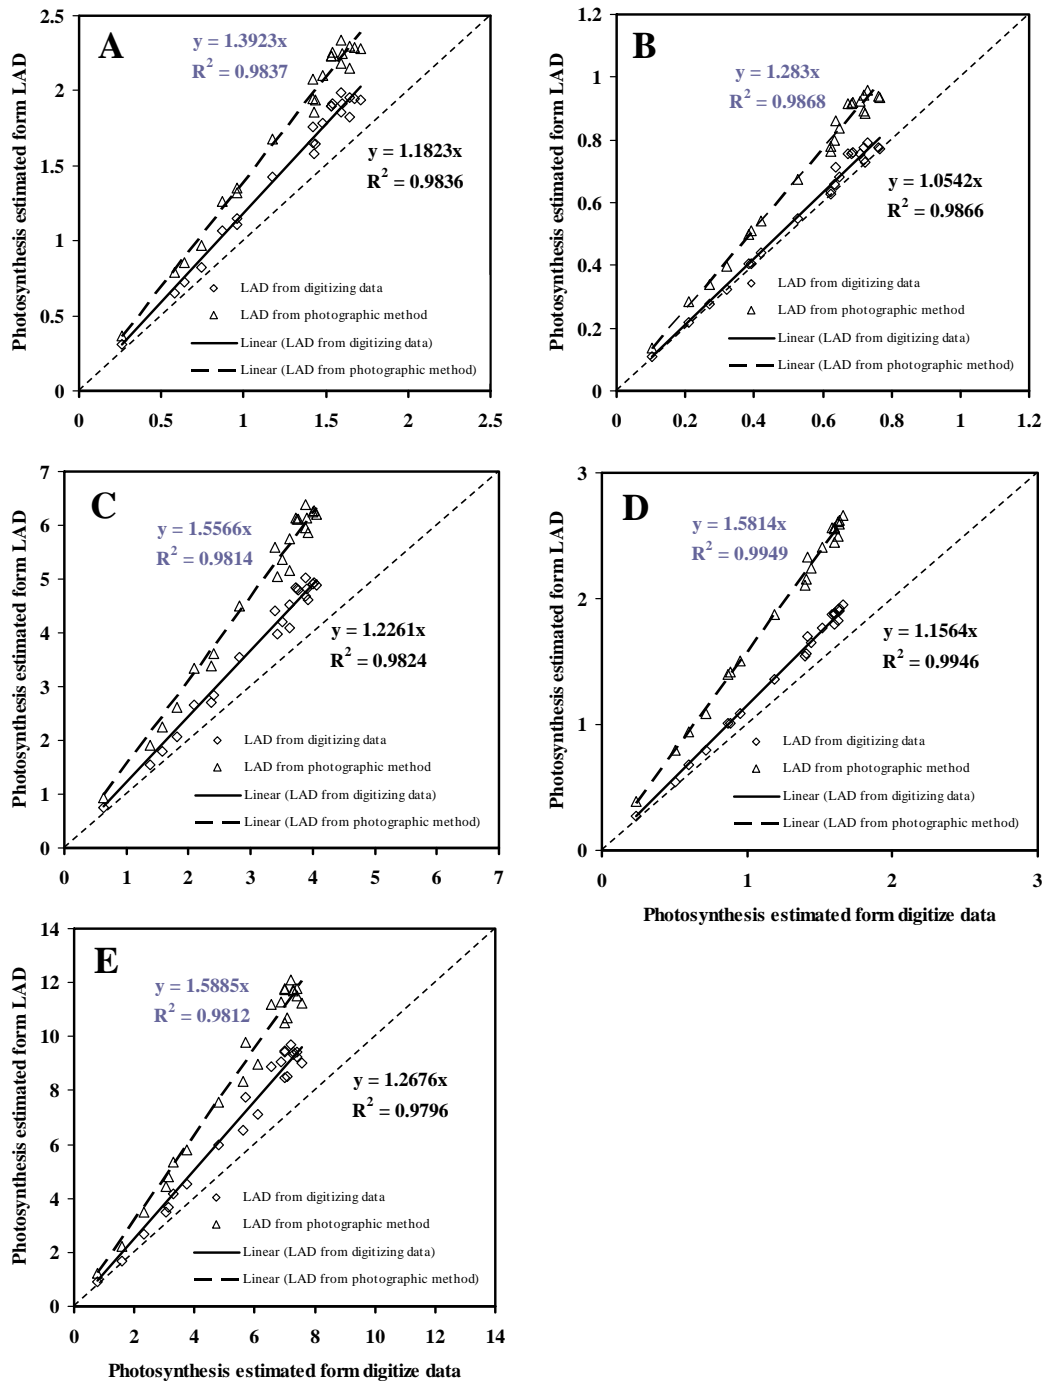 A
y = 1.3923x
R² = 0.9837
y = 1.1823x
R² = 0.9836
LAD from digitizing data
LAD from photographic method
Linear (LAD from digitizing data)
Linear (LAD from photographic method)
Photosynthesis estimated form LAD
2.5
2
1.5
1
0.5
0
0 0.5 1 1.5 2 2.5
B
y = 1.283x
R² = 0.9868
y = 1.0542x
R² = 0.9866
LAD from digitizing data
LAD from photographic method
Linear (LAD from digitizing data)
Linear (LAD from photographic method)
Photosynthesis estimated form LAD
1.2
1
0.8
0.6
0.4
0.2
0
0 0.2 0.4 0.6 0.8 1 1.2
C
y = 1.5566x
R² = 0.9814
y = 1.2261x
R² = 0.9824
LAD from digitizing data
LAD from photographic method
Linear (LAD from digitizing data)
Linear (LAD from photographic method)
Photosynthesis estimated form LAD
7
6
5
4
3
2
1
0
0 1 2 3 4 5 6 7
D
y = 1.5814x
R² = 0.9949
y = 1.1564x
R² = 0.9946
LAD from digitizing data
LAD from photographic method
Linear (LAD from digitizing data)
Linear (LAD from photographic method)
Photosynthesis estimated form LAD
3
2
1
0
0 1 2 3
Photosynthesis estimated form digitize data
E
y = 1.5885x
R² = 0.9812
y = 1.2676x
R² = 0.9796
LAD from digitizing data
LAD from photographic method
Linear (LAD from digitizing data)
Linear (LAD from photographic method)
Photosynthesis estimated form LAD
14
12
10
8
6
4
2
0
0 2 4 6 8 10 12 14
Photosynthesis estimated form digitize data